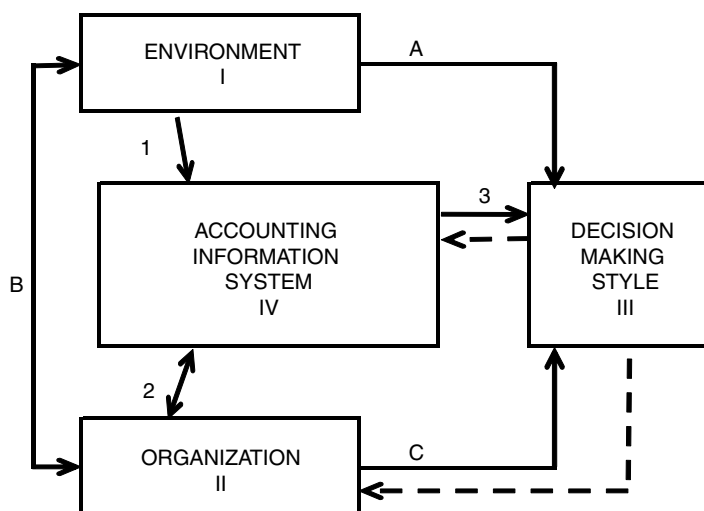 ENVIRONMENT
I
A
1
ACCOUNTING
INFORMATION
SYSTEM
IV
3
DECISION
MAKING
STYLE
III
B
2
ORGANIZATION
II
C